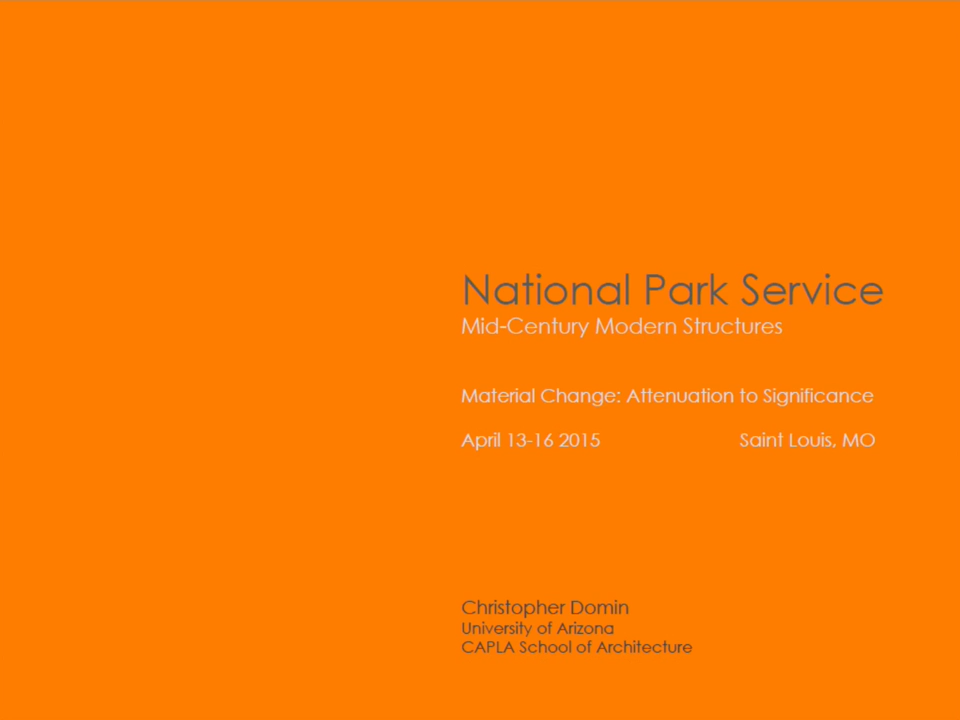 National Park Service
Mid-Century Modern Structures
Material Change: Attenuation to Significance
April 13-16 2015 Saint Louis, MO
Christopher Domin
University of Arizona
CAPLA School of Architecture